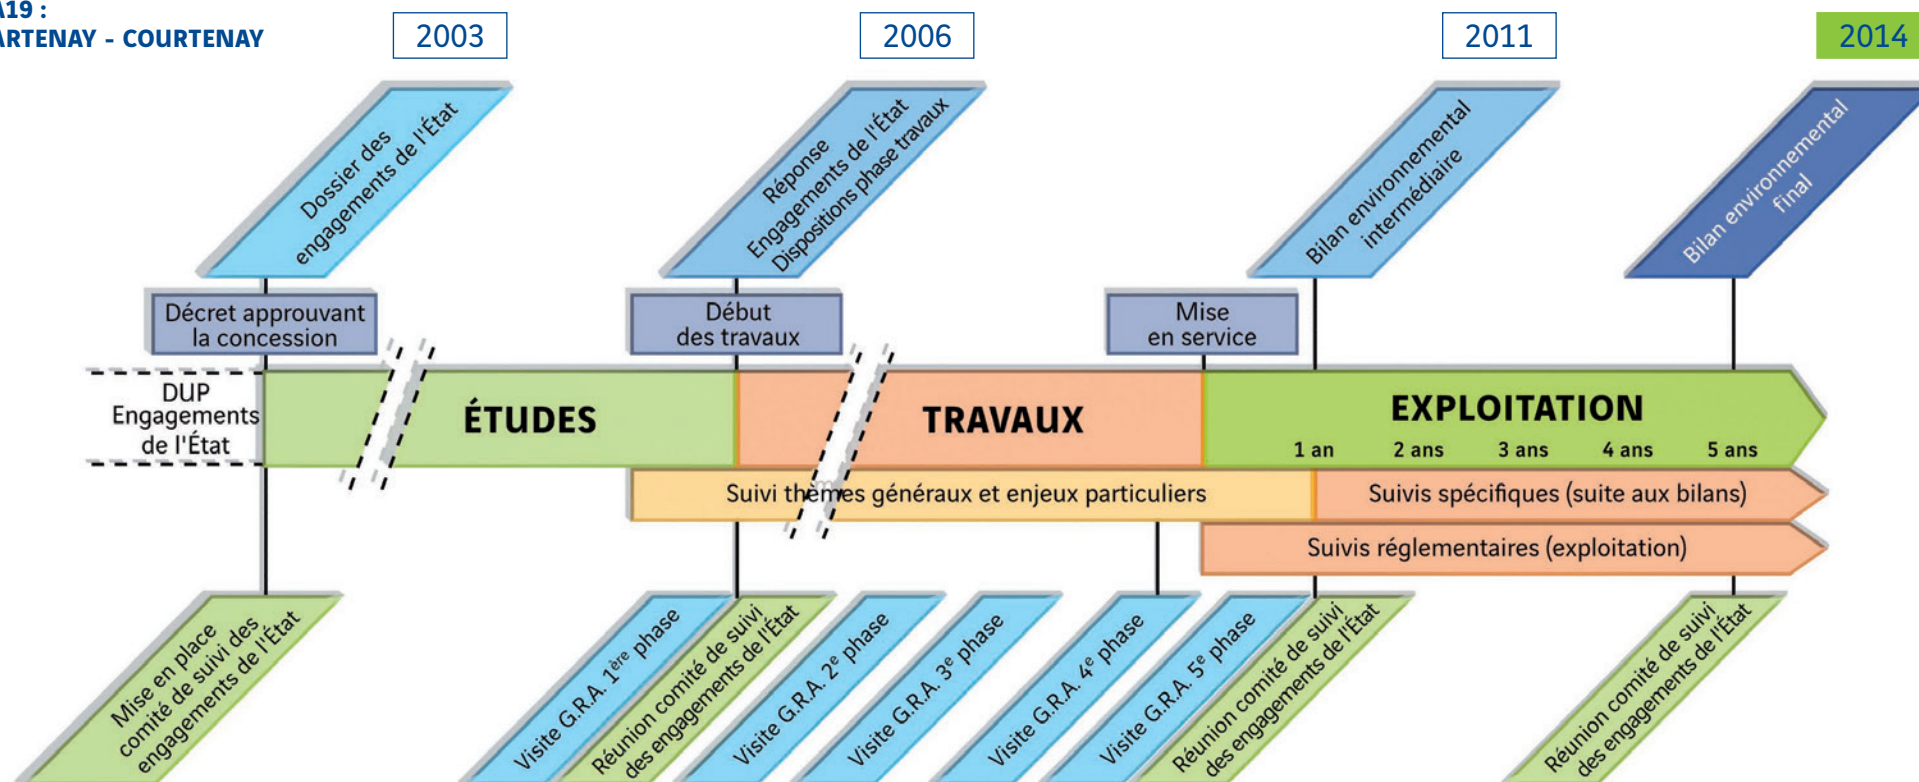 A19 :
ARTENAY - COURTENAY
2003
2006
2011
2014
Dossier des
engagements de l'État
Réponse
Engagements de l'État
Dispositions phase travaux
Bilan environnemental
intermédiaire
Bilan environnemental
final
Décret approuvant
la concession
Début
des travaux
Mise
en service
DUP
Engagements
de l'État
ÉTUDES
TRAVAUX
EXPLOITATION
1 an
2 ans
3 ans
4 ans
5 ans
Suivi thèmes généraux et enjeux particuliers
Suivis spécifiques (suite aux bilans)
Suivis réglementaires (exploitation)
Mise en place
comité de suivi des
engagements de l'État
Visite G.R.A. 1ère phase
Réunion comité de suivi
des engagements de l'État
Visite G.R.A. 2e phase
Visite G.R.A. 3e phase
Visite G.R.A. 4e phase
Visite G.R.A. 5e phase
Réunion comité de suivi
des engagements de l'État
Réunion comité de suivi
des engagements de l'État